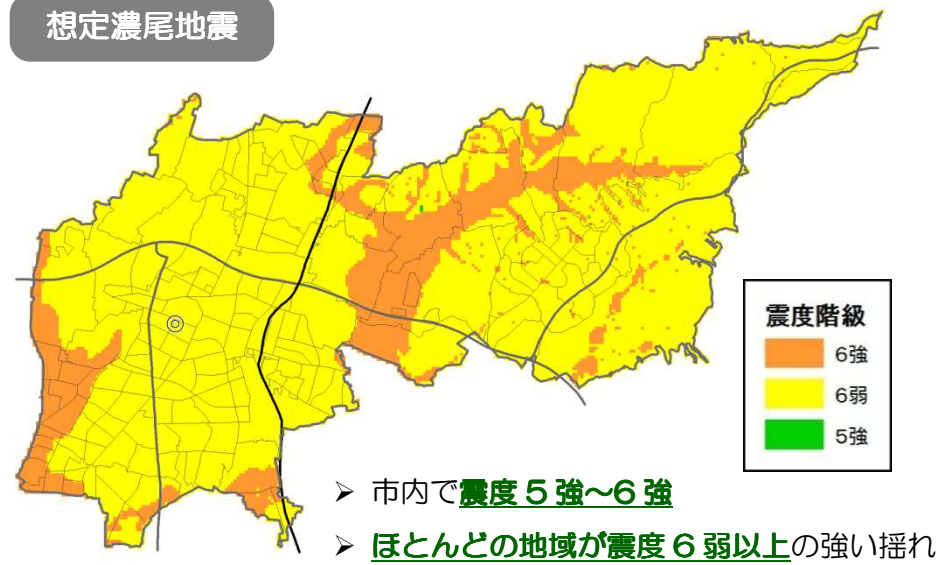 想定濃尾地震
震度階級
6強
6弱
5強
➢ 市内で震度5強~6強
➢ ほとんどの地域が震度6弱以上の強い揺れ